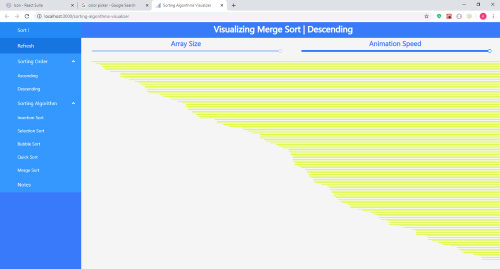 Icon - React Suite
color picker - Google Search
Sorting Algorithms Visualizer
localhost:3000/sorting-algorithms-visualizer
Sort !
Visualizing Merge Sort | Descending
Refresh
Array Size
Animation Speed
Sorting Order
Ascending
Descending
Sorting Algorithm
Insertion Sort
Selection Sort
Bubble Sort
Quick Sort
Merge Sort
Notes